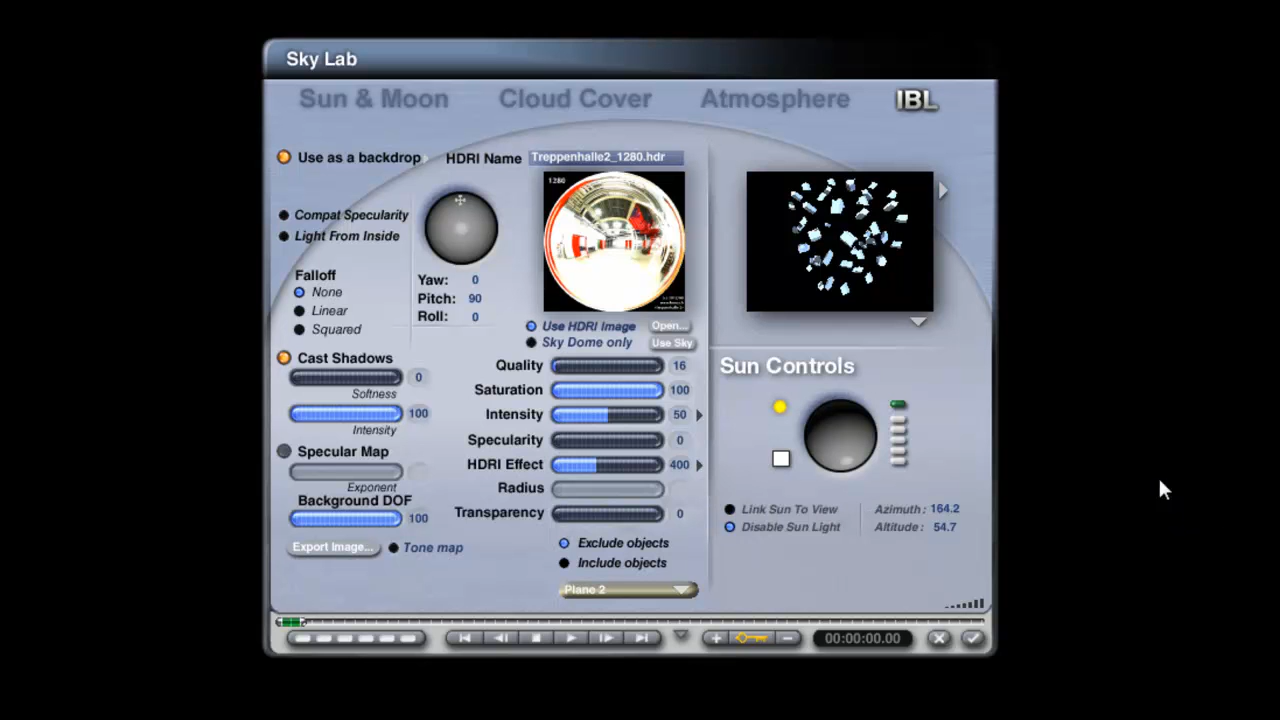 Sky Lab
Sun & Moon
Cloud Cover
Atmosphere
IBL
Use as a backdrop
HDRI Name
Treppenhalle2_1280.hdr
1280
Compat Specularity
Light From Inside
Yaw: 0
Pitch: 90
Roll: 0
Falloff
None
Linear
Squared
Use HDRI Image
Open...
Sky Dome only
Use Sky
Cast Shadows
0
Softness
100
Intensity
Specular Map
Exponent
Background DOF
100
Export Image...
Tone map
Quality 16
Saturation 100
Intensity 50
Specularity 0
HDRI Effect 400
Radius
Transparency 0
Exclude objects
Include objects
Plane 2
Sun Controls
Link Sun To View
Disable Sun Light
Azimuth: 164.2
Altitude: 54.7
00:00:00.00